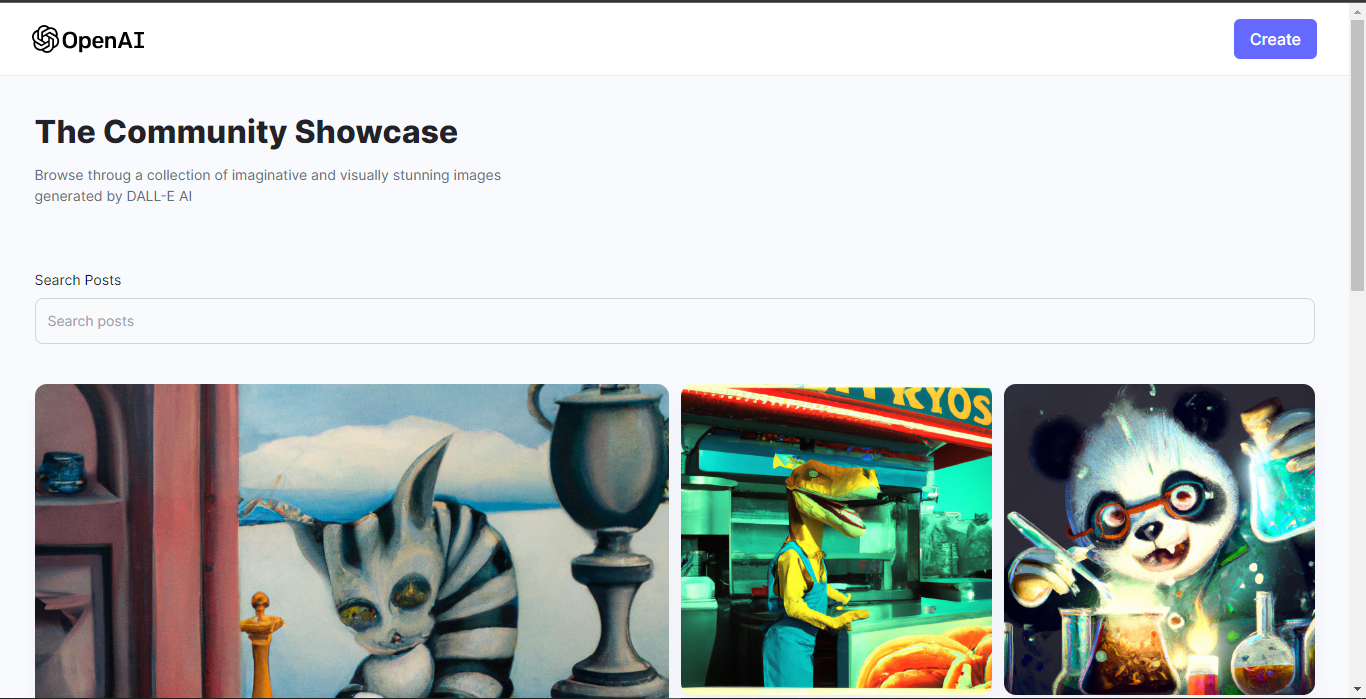 OpenAI
Create
The Community Showcase
Browse throug a collection of imaginative and visually stunning images
generated by DALL-E AI
Search Posts
Search posts
RYOS